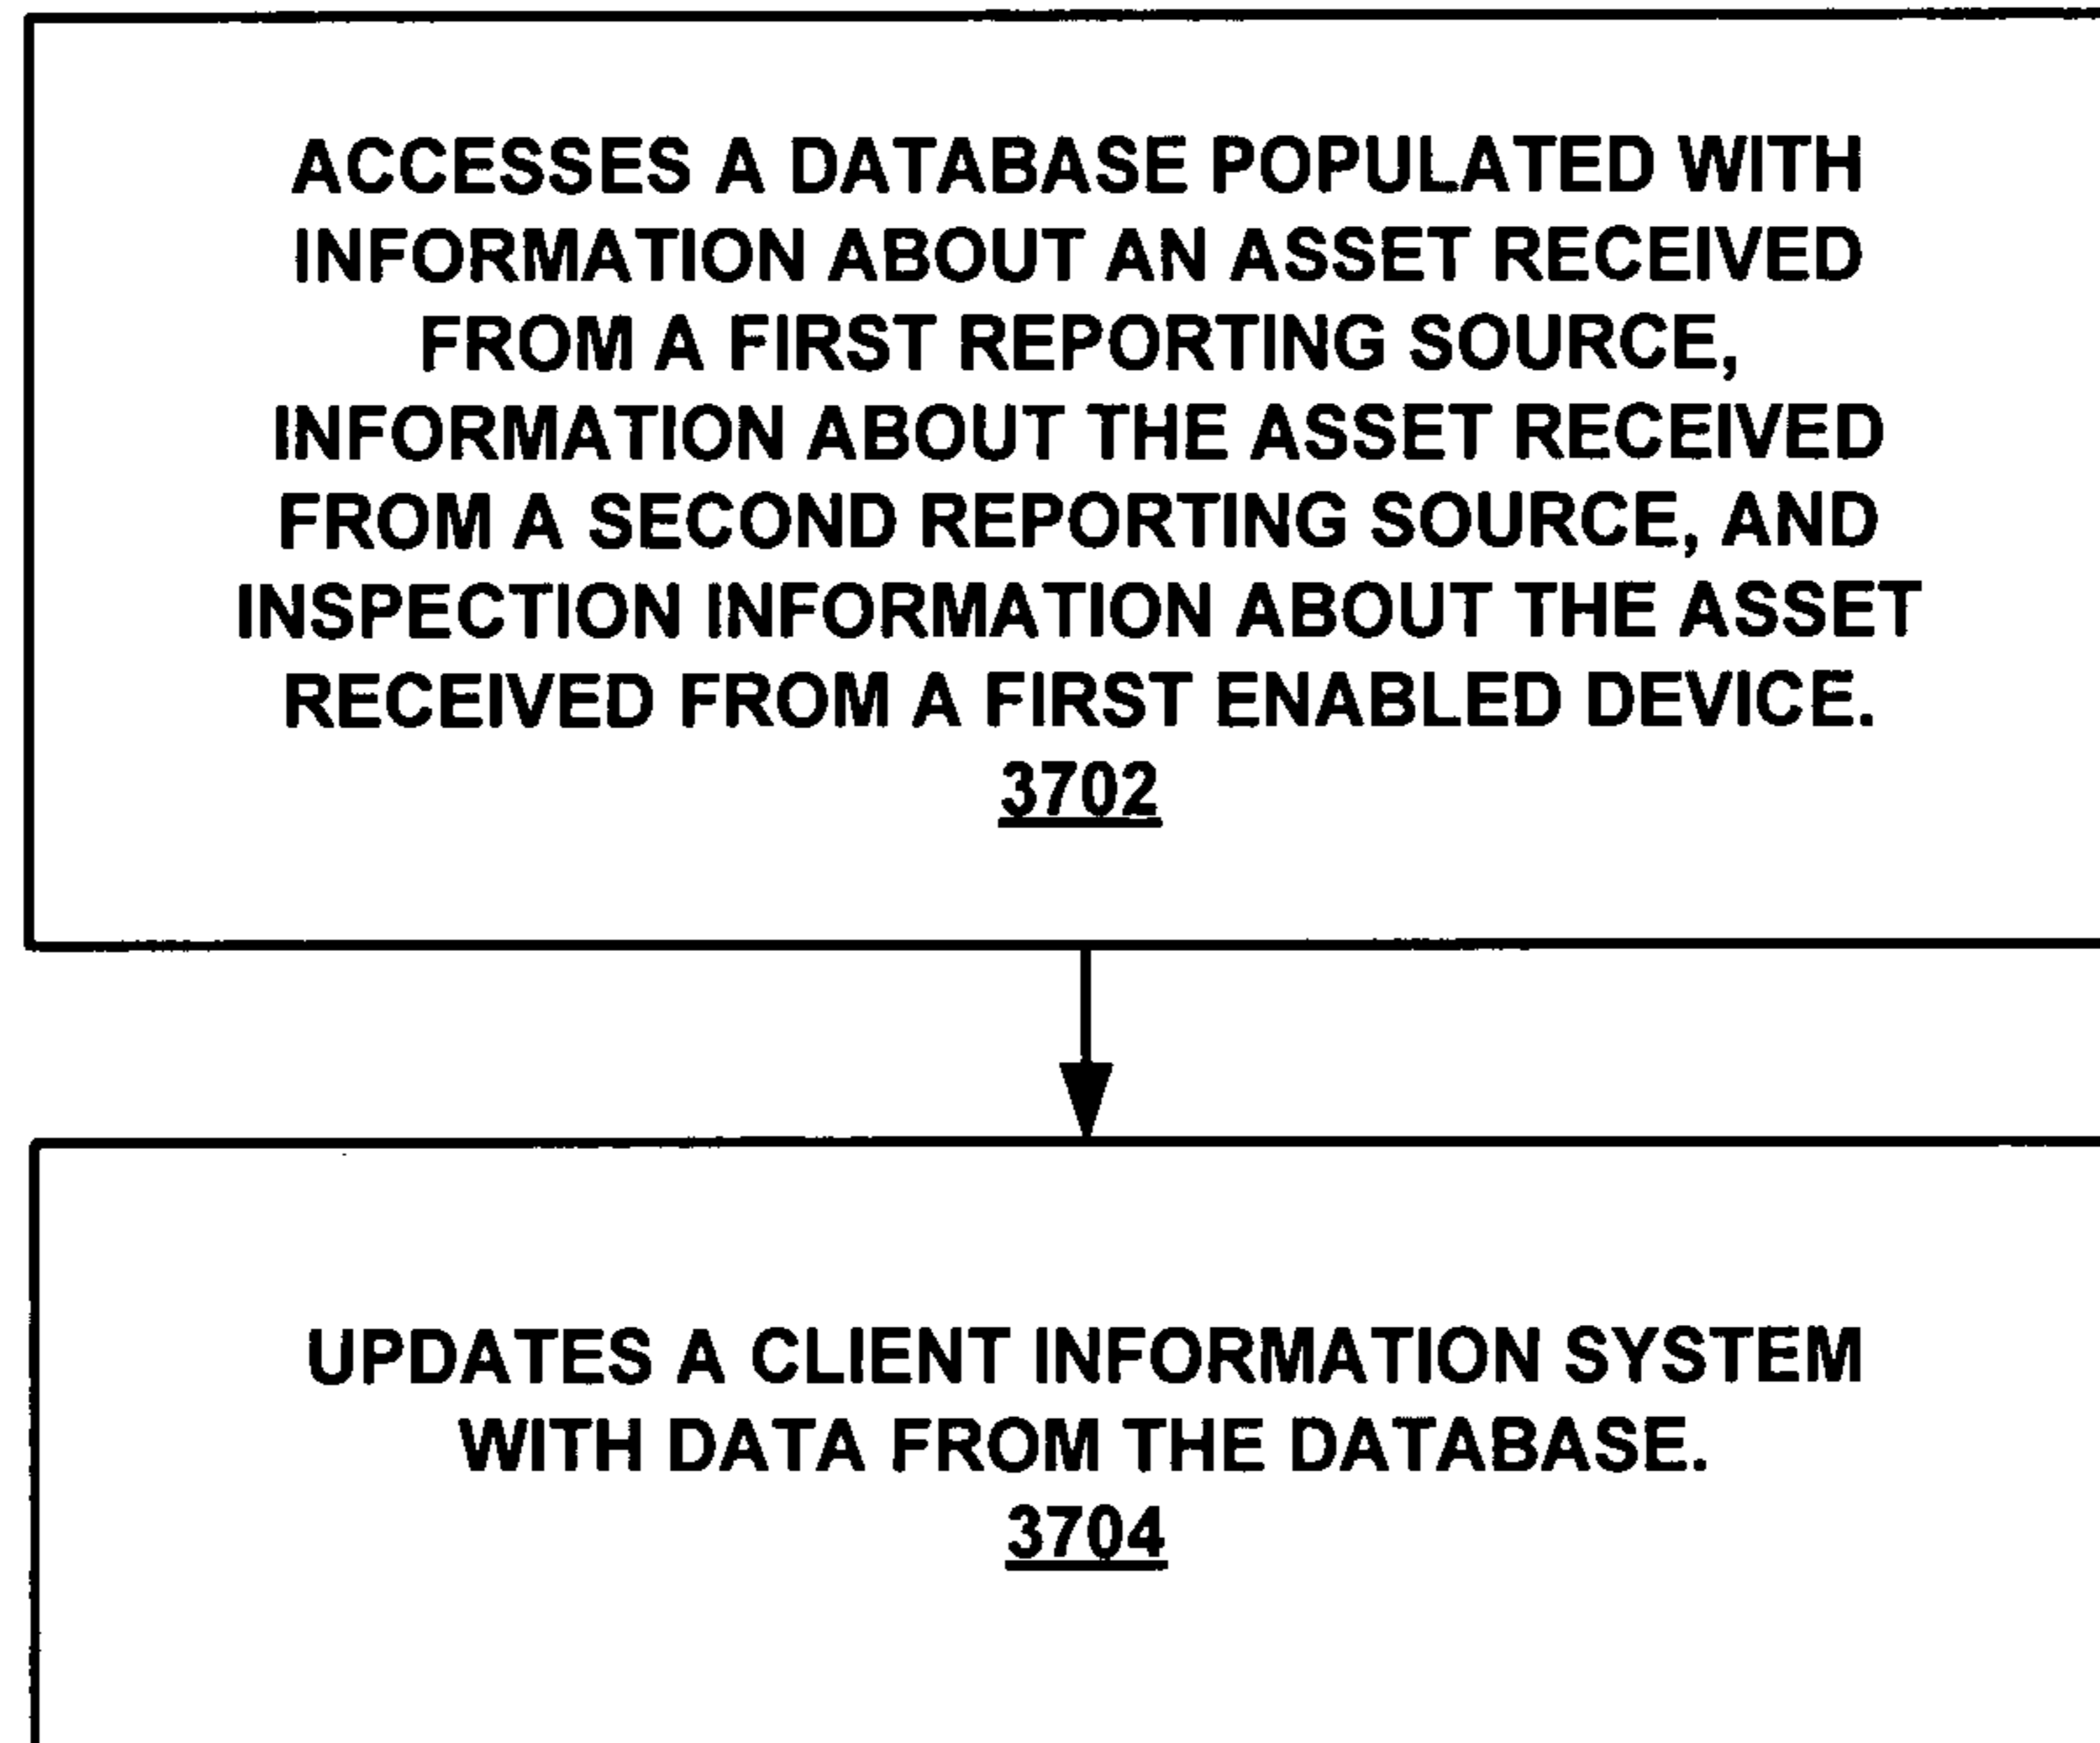 ACCESSES A DATABASE POPULATED WITH
INFORMATION ABOUT AN ASSET RECEIVED
FROM A FIRST REPORTING SOURCE,
INFORMATION ABOUT THE ASSET RECEIVED
FROM A SECOND REPORTING SOURCE, AND
INSPECTION INFORMATION ABOUT THE ASSET
RECEIVED FROM A FIRST ENABLED DEVICE.
3702
UPDATES A CLIENT INFORMATION SYSTEM
WITH DATA FROM THE DATABASE.
3704